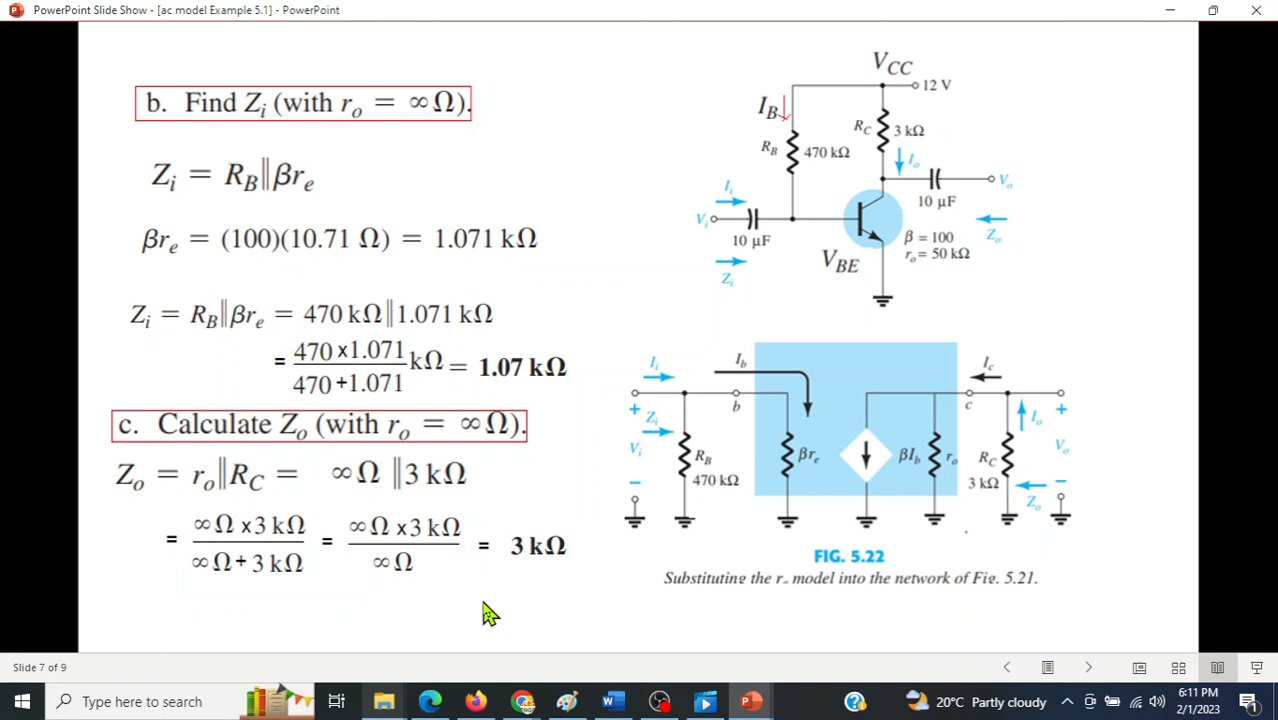 PowerPoint Slide Show - [ac model Example 5.1] - PowerPoint
b. Find Zi (with ro = ∞Ω).
Zi = RB||βre
βre = (100)(10.71 Ω) = 1.071 kΩ
Zi = RB||βre = 470 kΩ||1.071 kΩ
= 470 x1.071 / 470 +1.071 kΩ = 1.07 kΩ
c. Calculate Zo (with ro = ∞Ω).
Zo = ro||RC = ∞Ω ||3 kΩ
= ∞Ω x3 kΩ / ∞Ω+ 3 kΩ = ∞Ω x3 kΩ / ∞Ω = 3 kΩ
VCC
12 V
IB
RC 3 kΩ
RB 470 kΩ
Io
Ii
Vo
10 μF
Vi
10 μF
Zo
β = 100
ro = 50 kΩ
VBE
Zi
Ii
Ib
Ic
b
c
+
Zi
Io
+
Vi
RB
470 kΩ
βre
βIb
ro
RC
3 kΩ
Vo
−
Zo
−
FIG. 5.22
Substituting the re model into the network of Fig. 5.21.
Slide 7 of 9
Type here to search
20°C Partly cloudy
6:11 PM
2/1/2023
1